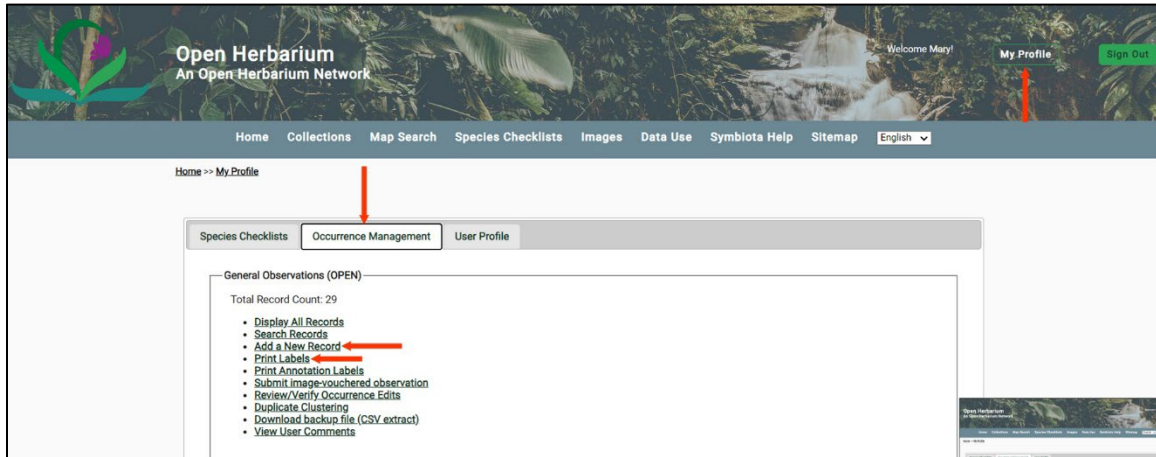 Open Herbarium
An Open Herbarium Network
Welcome Mary!
My Profile
Sign Out
Home Collections Map Search Species Checklists Images Data Use Symbiota Help Sitemap English
Home >> My Profile
Species Checklists Occurrence Management User Profile
General Observations (OPEN)
Total Record Count: 29
Display All Records
Search Records
Add a New Record
Print Labels
Print Annotation Labels
Submit image-vouchered observation
Review/Verify Occurrence Edits
Duplicate Clustering
Download backup file (CSV extract)
View User Comments
Open Herbarium